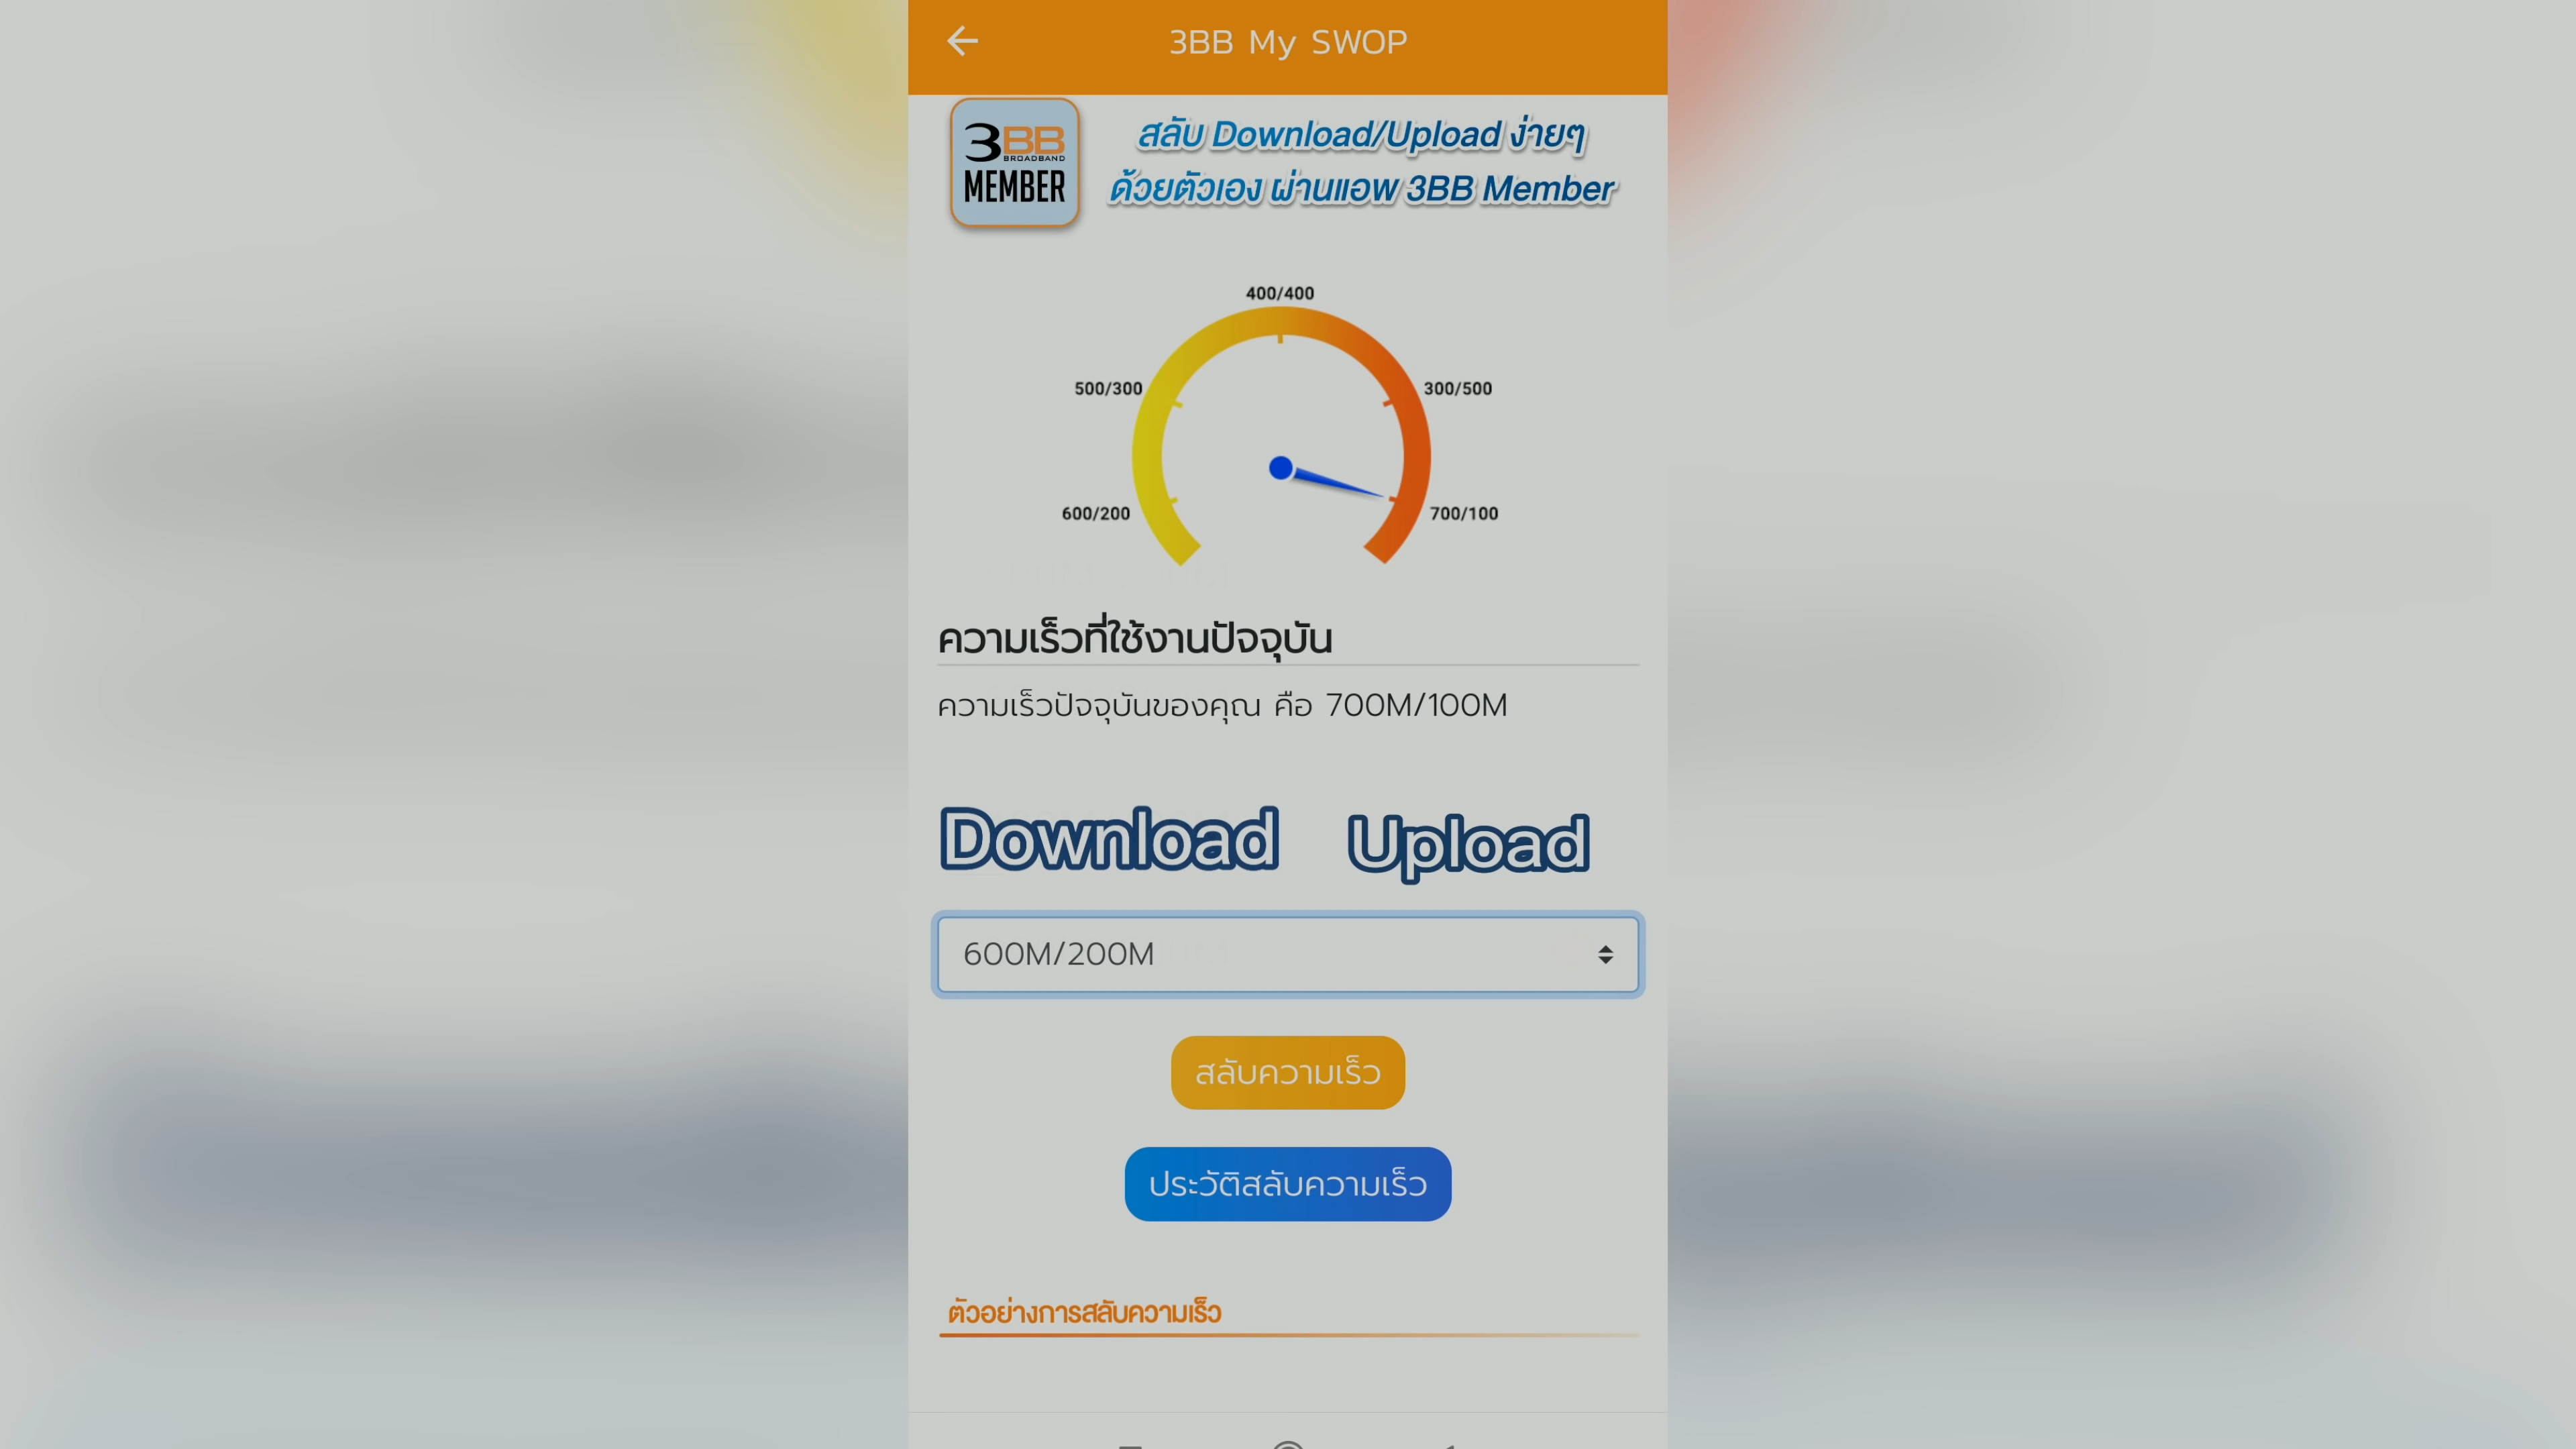 3BB My SWOP
3BB
BROADBAND
MEMBER
สลับ Download/Upload ง่ายๆ
ด้วยตัวเอง ผ่านแอพ 3BB Member
400/400
500/300
300/500
600/200
700/100
ความเร็วที่ใช้งานปัจจุบัน
ความเร็วปัจจุบันของคุณ คือ 700M/100M
Download Upload
600M/200M
สลับความเร็ว
ประวัติสลับความเร็ว
ตัวอย่างการสลับความเร็ว